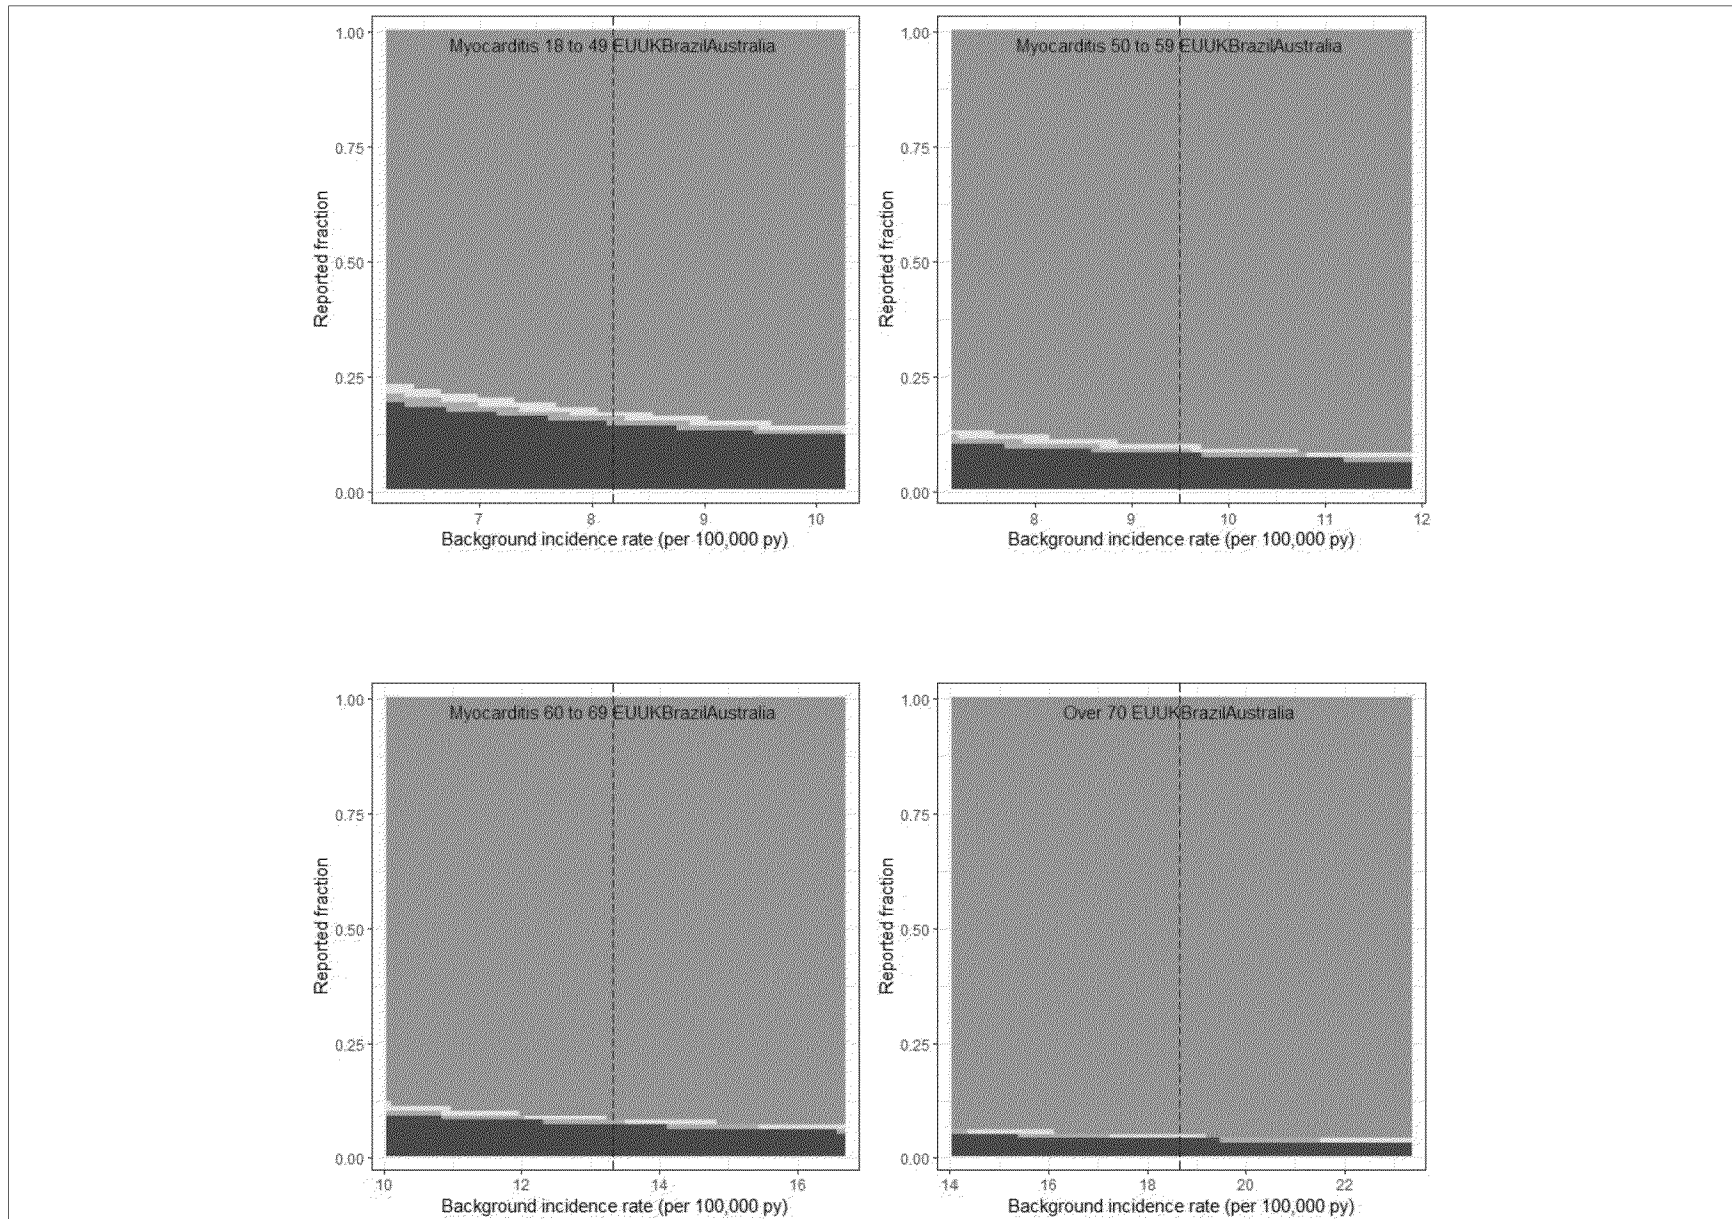 Myocarditis 18 to 49 EUUKBrazilAustralia
1.00
0.75
0.50
0.25
0.00
Reported fraction
7 8 9 10
Background incidence rate (per 100,000 py)
Myocarditis 50 to 59 EUUKBrazilAustralia
1.00
0.75
0.50
0.25
0.00
Reported fraction
8 9 10 11 12
Background incidence rate (per 100,000 py)
Myocarditis 60 to 69 EUUKBrazilAustralia
1.00
0.75
0.50
0.25
0.00
Reported fraction
10 12 14 16
Background incidence rate (per 100,000 py)
Over 70 EUUKBrazilAustralia
1.00
0.75
0.50
0.25
0.00
Reported fraction
14 16 18 20 22
Background incidence rate (per 100,000 py)